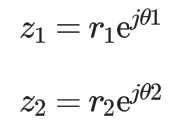 z₁ = r₁e^{jθ1}
z₂ = r₂e^{jθ2}